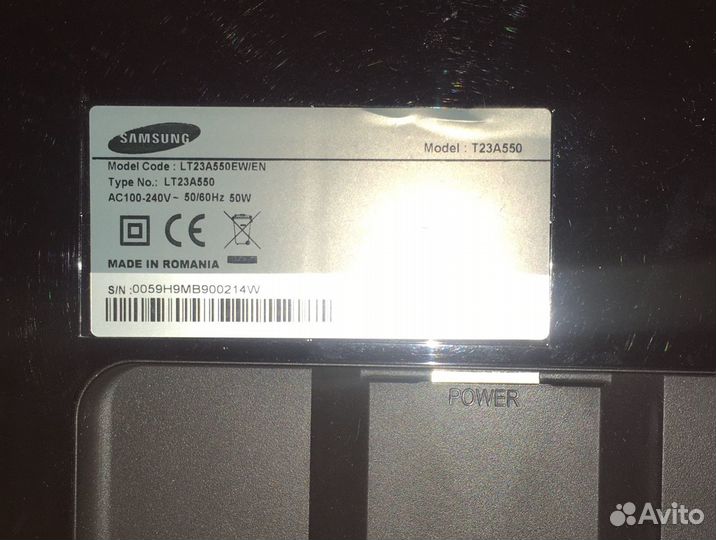 SAMSUNG
Model : T23A550
Model Code : LT23A550EW/EN
Type No.: LT23A550
AC100-240V~ 50/60Hz 50W
CE
MADE IN ROMANIA
S/N :0059H9MB900214W
POWER
Avito